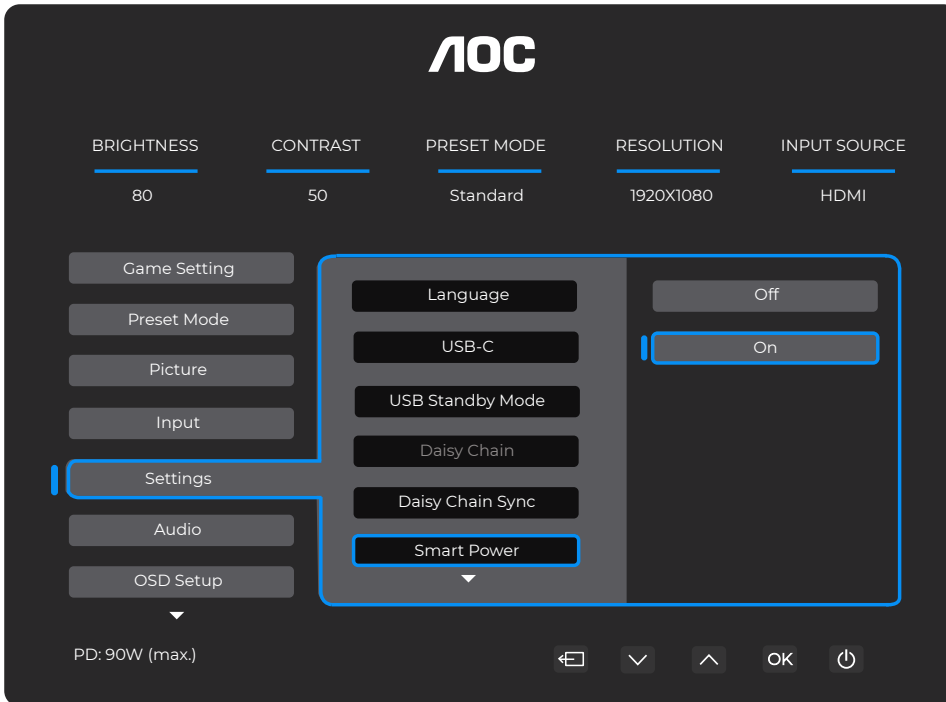 AOC
BRIGHTNESS CONTRAST PRESET MODE RESOLUTION INPUT SOURCE
80 50 Standard 1920X1080 HDMI
Game Setting
Preset Mode
Picture
Input
Settings
Audio
OSD Setup
Language
USB-C
USB Standby Mode
Daisy Chain
Daisy Chain Sync
Smart Power
Off
On
PD: 90W (max.)
OK